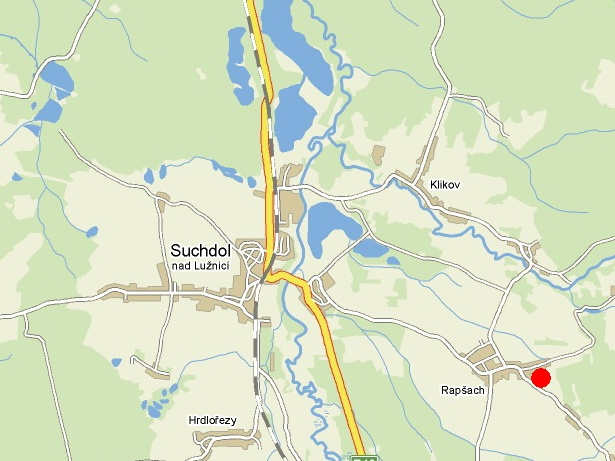 Klikov
Suchdol
nad Lužnicí
Rapšach
Hrdlořezy